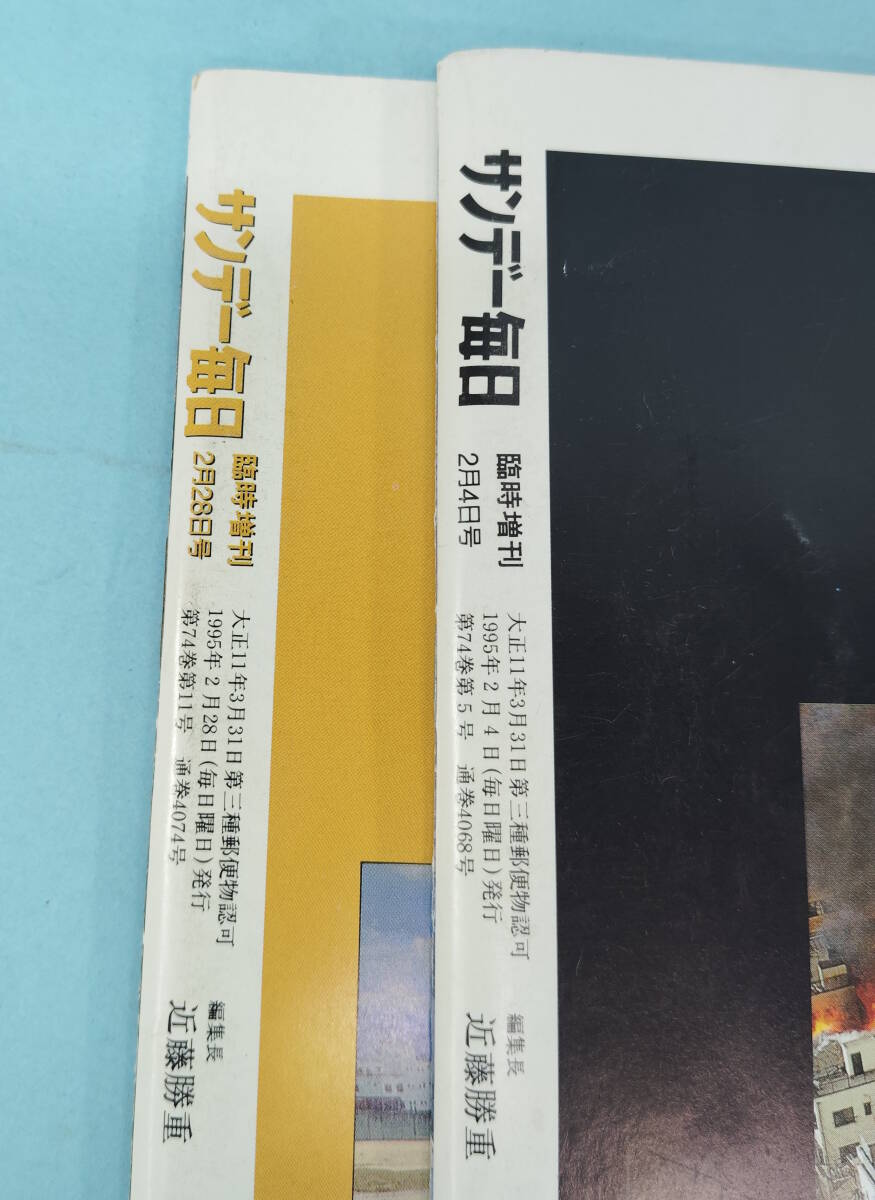 サンデー毎日
臨時増刊
2月28日号
大正11年3月31日第三種郵便物認可
1995年2月28日(毎日曜日)発行
第74巻第11号 通巻4074号
編集長
近藤勝重
サンデー毎日
臨時増刊
2月4日号
大正11年3月31日第三種郵便物認可
1995年2月4日(毎日曜日)発行
第74巻第5号 通巻4068号
編集長
近藤勝重